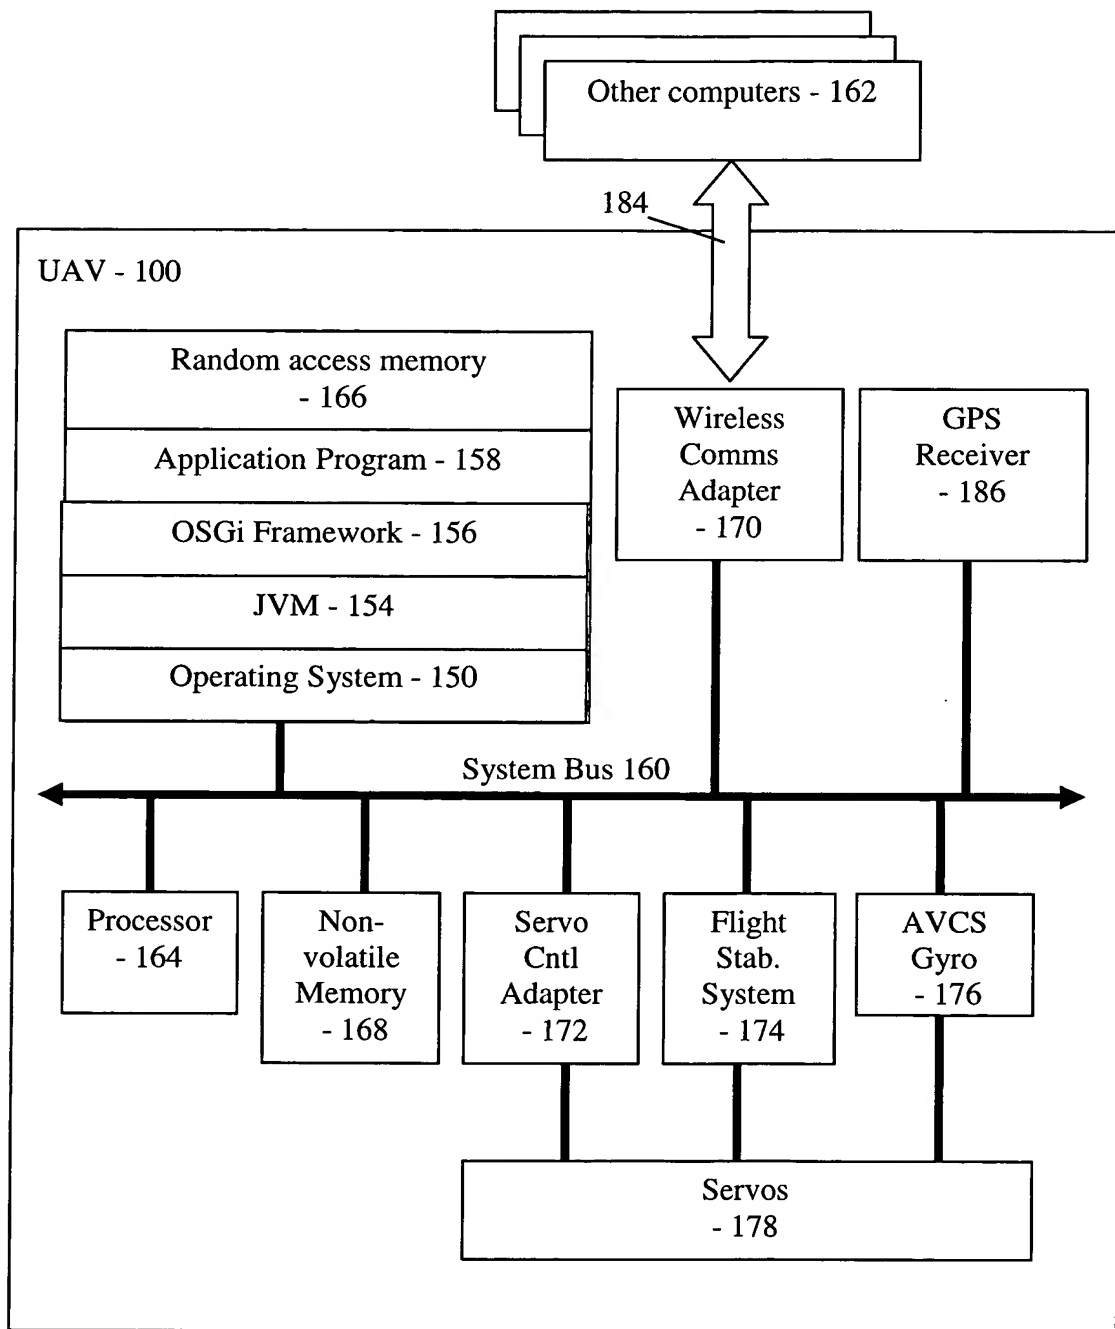 Other computers - 162
184
UAV - 100
Random access memory
- 166
Application Program - 158
OSGi Framework - 156
JVM - 154
Operating System - 150
Wireless
Comms
Adapter
- 170
GPS
Receiver
- 186
System Bus 160
Processor
- 164
Non-
volatile
Memory
- 168
Servo
Cntl
Adapter
- 172
Flight
Stab.
System
- 174
AVCS
Gyro
- 176
Servos
- 178